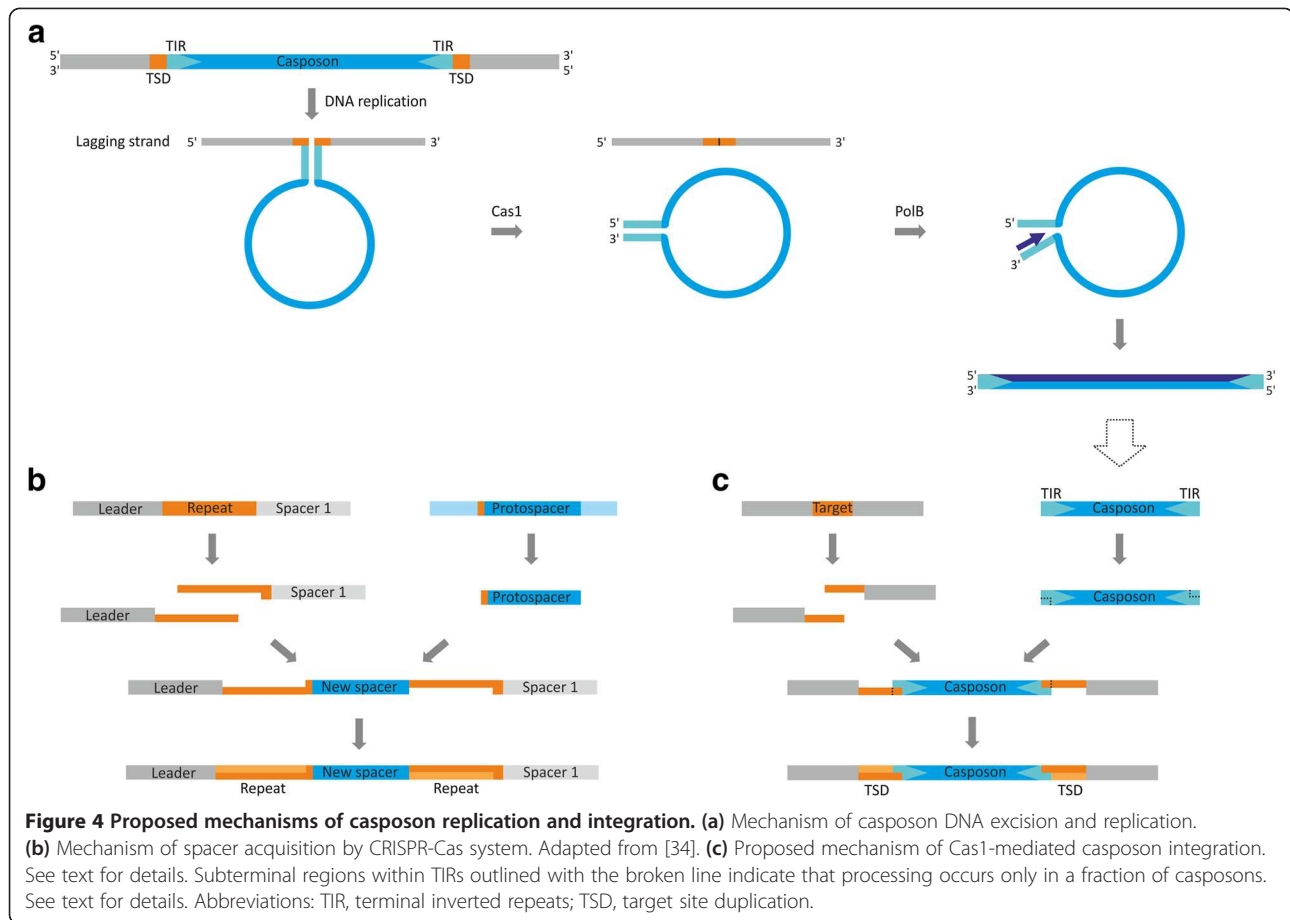 a
TIR TIR
5' Casposon 3'
3' 5'
TSD TSD
DNA replication
Lagging strand 5' 3'
5' 3'
Cas1
5'
3'
PolB
5'
3'
5' 3'
3' 5'
b
Leader Repeat Spacer 1
Protospacer
Spacer 1
Leader
Protospacer
Leader New spacer Spacer 1
Leader New spacer Spacer 1
Repeat Repeat
c
TIR TIR
Target
Casposon
Casposon
Casposon
Casposon
TSD TSD
Figure 4 Proposed mechanisms of casposon replication and integration. (a) Mechanism of casposon DNA excision and replication.
(b) Mechanism of spacer acquisition by CRISPR-Cas system. Adapted from [34]. (c) Proposed mechanism of Cas1-mediated casposon integration.
See text for details. Subterminal regions within TIRs outlined with the broken line indicate that processing occurs only in a fraction of casposons.
See text for details. Abbreviations: TIR, terminal inverted repeats; TSD, target site duplication.